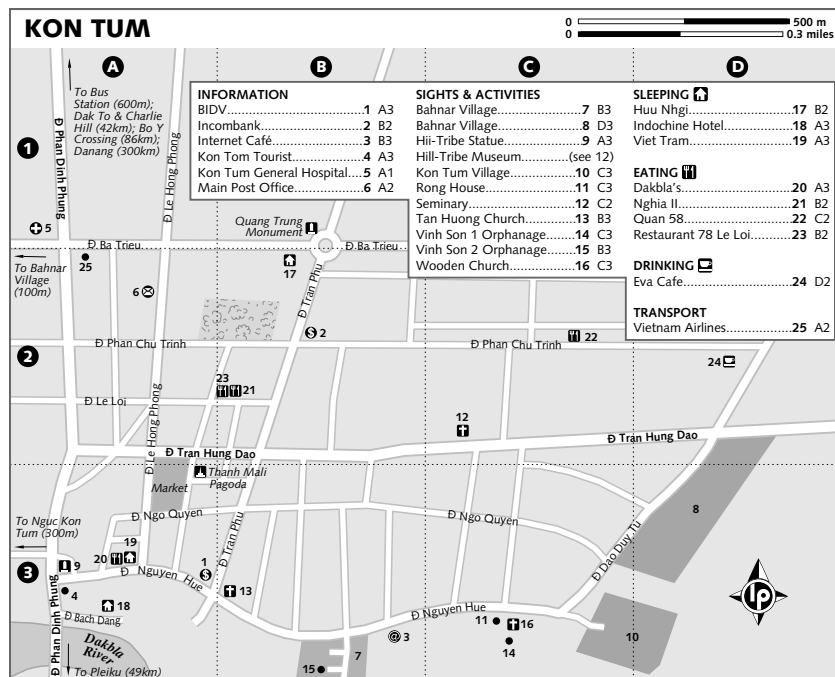 KON TUM
0 500 m
0 0.3 miles
A
B
C
D
1
2
3
INFORMATION
BIDV 1 A3
Incombank 2 B2
Internet Café 3 B3
Kon Tom Tourist 4 A3
Kon Tum General Hospital 5 A1
Main Post Office 6 A2
SIGHTS & ACTIVITIES
Bahnar Village 7 B3
Bahnar Village 8 D3
Hii-Tribe Statue 9 A3
Hill-Tribe Museum (see 12)
Kon Tum Village 10 C3
Rong House 11 C3
Seminary 12 C2
Tan Huong Church 13 B3
Vinh Son 1 Orphanage 14 C3
Vinh Son 2 Orphanage 15 B3
Wooden Church 16 C3
SLEEPING
Huu Nhgi 17 B2
Indochine Hotel 18 A3
Viet Tram 19 A3
EATING
Dakbla's 20 A3
Nghia II 21 B2
Quan 58 22 C2
Restaurant 78 Le Loi 23 B2
DRINKING
Eva Cafe 24 D2
TRANSPORT
Vietnam Airlines 25 A2
To Bus
Station (600m);
Dak To & Charlie
Hill (42km); Bo Y
Crossing (86km);
Danang (300km)
Đ Phan Dinh Phung
Đ Le Hong Phong
5
Quang Trung
Monument
Đ Ba Trieu
Đ Ba Trieu
To Bahnar
Village
(100m)
25
17
6
Đ Tran Phu
2
22
Đ Phan Chu Trinh
Đ Phan Chu Trinh
24
23
21
Đ Le Loi
Đ Le Hong Phong
12
Đ Tran Hung Dao
Đ Tran Hung Dao
Thanh Mali
Pagoda
Market
8
Đ Ngo Quyen
Đ Ngo Quyen
To Nguc Kon
Tum (300m)
Đ Tran Phu
Đ Dao Duy Tu
19
20
9
1
13
Đ Nguyen Hue
4
18
Đ Bach Dang
Đ Phan Dinh Phung
Đ Nguyen Hue
11
16
14
3
10
Dakbla
River
To Pleiku (49km)
15
7
lp